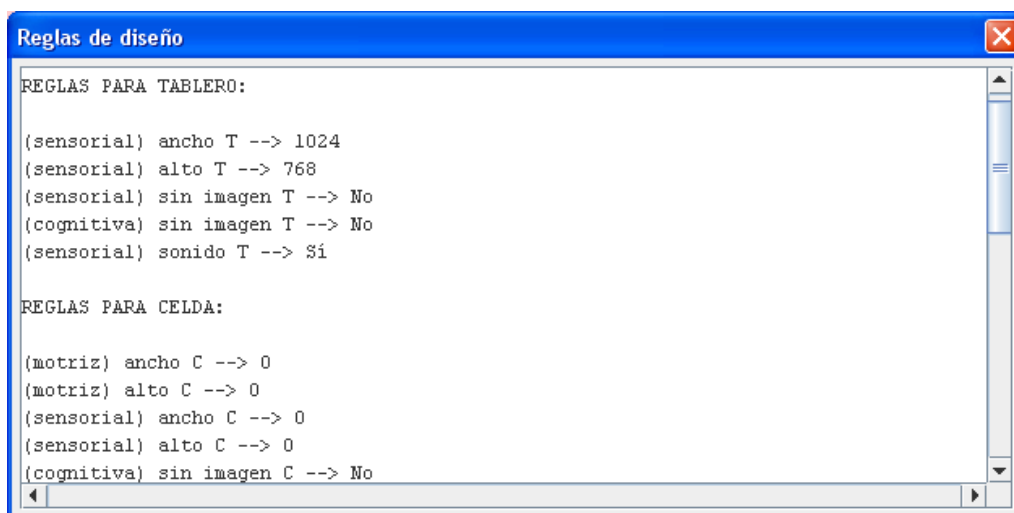 Reglas de diseño
REGLAS PARA TABLERO:
(sensorial) ancho T --> 1024
(sensorial) alto T --> 768
(sensorial) sin imagen T --> No
(cognitiva) sin imagen T --> No
(sensorial) sonido T --> Sí
REGLAS PARA CELDA:
(motriz) ancho C --> 0
(motriz) alto C --> 0
(sensorial) ancho C --> 0
(sensorial) alto C --> 0
(cognitiva) sin imagen C --> No